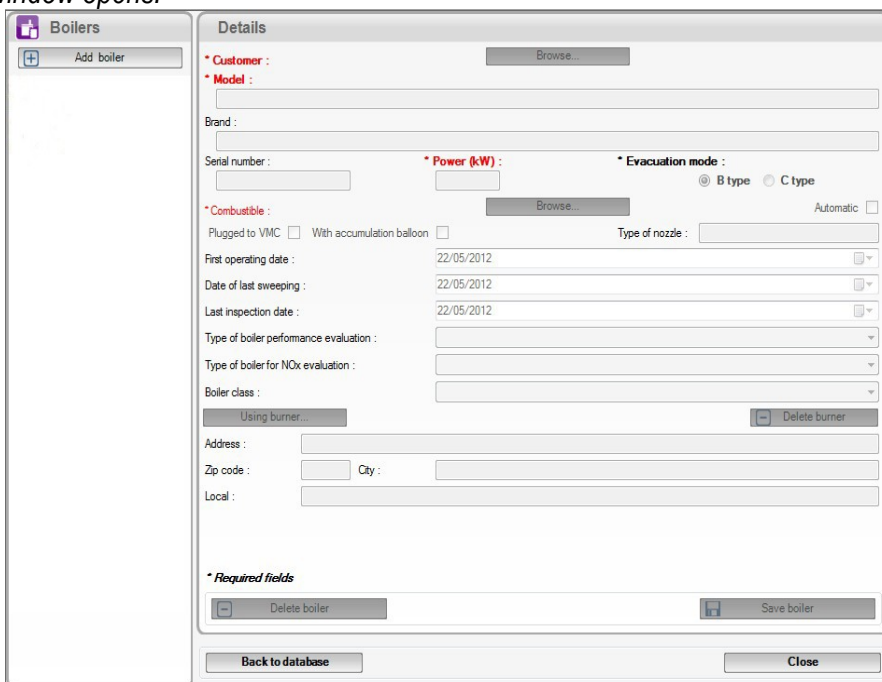 window opens.
Boilers
Details
Add boiler
* Customer :
Browse...
* Model :
Brand :
Serial number :
* Power (kW) :
* Evacuation mode :
B type
C type
* Combustible :
Browse...
Automatic
Plugged to VMC
With accumulation balloon
Type of nozzle :
First operating date :
22/05/2012
Date of last sweeping :
22/05/2012
Last inspection date :
22/05/2012
Type of boiler performance evaluation :
Type of boiler for NOx evaluation :
Boiler class :
Using burner...
Delete burner
Address :
Zip code :
City :
Local :
* Required fields
Delete boiler
Save boiler
Back to database
Close